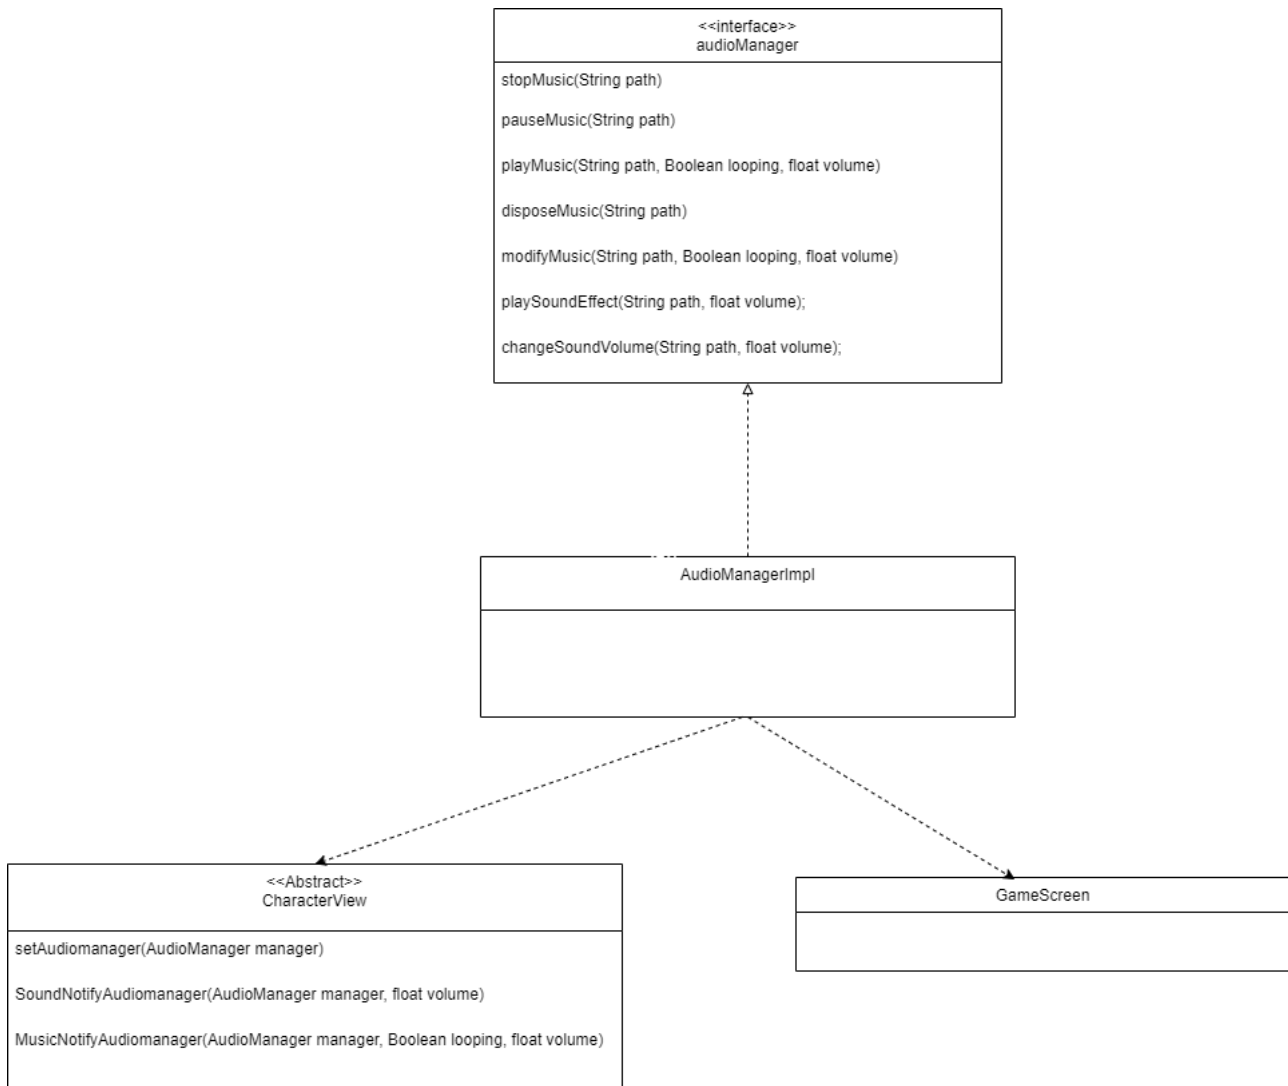 <<interface>>
audioManager
stopMusic(String path)
pauseMusic(String path)
playMusic(String path, Boolean looping, float volume)
disposeMusic(String path)
modifyMusic(String path, Boolean looping, float volume)
playSoundEffect(String path, float volume);
changeSoundVolume(String path, float volume);
AudioManagerImpl
<<Abstract>>
CharacterView
setAudiomanager(AudioManager manager)
SoundNotifyAudiomanager(AudioManager manager, float volume)
MusicNotifyAudiomanager(AudioManager manager, Boolean looping, float volume)
GameScreen